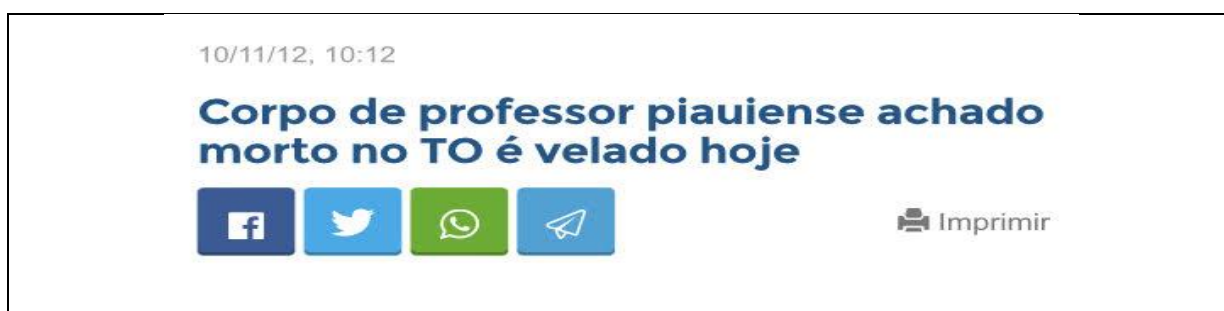 10/11/12, 10:12
Corpo de professor piauiense achado
morto no TO é velado hoje
Imprimir